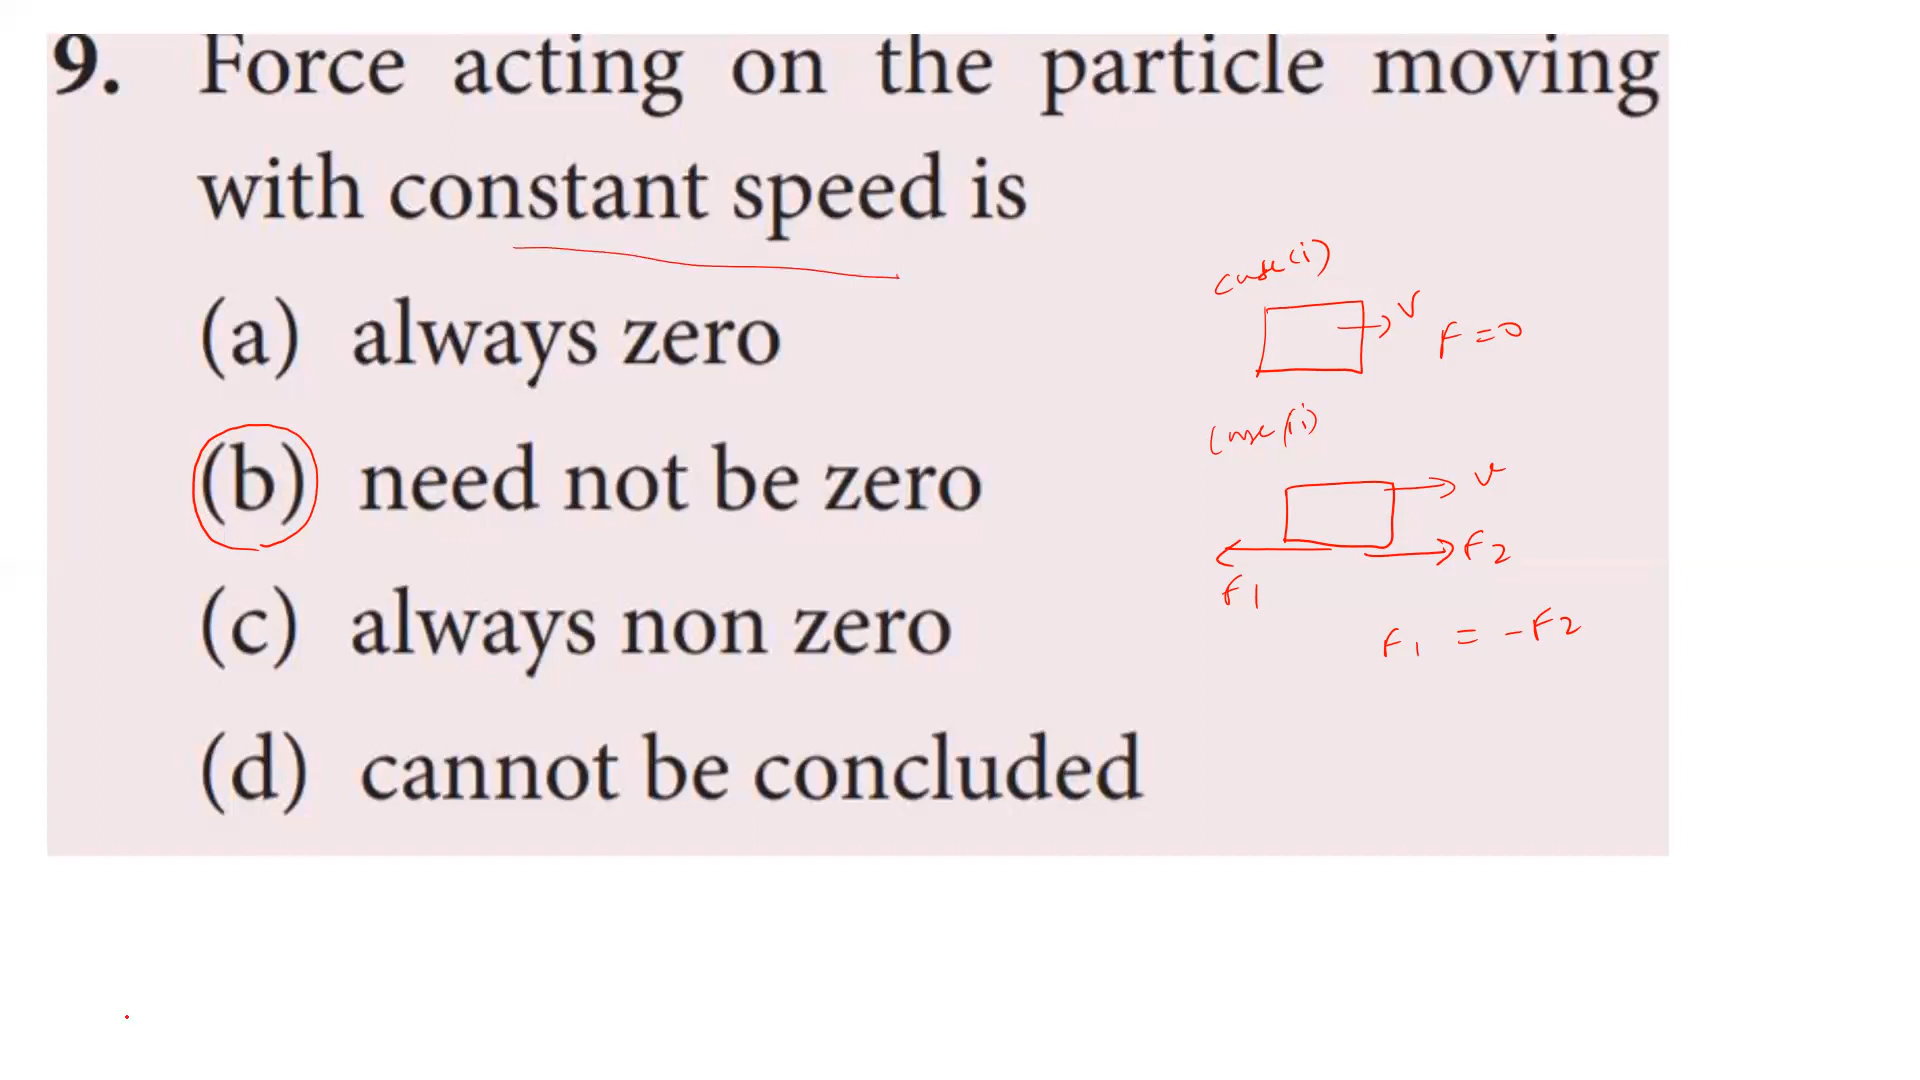 9. Force acting on the particle moving
with constant speed is
(a) always zero
(b) need not be zero
(c) always non zero
(d) cannot be concluded
case(i)
V
F=0
case(ii)
v
F2
F1
F1 = -F2